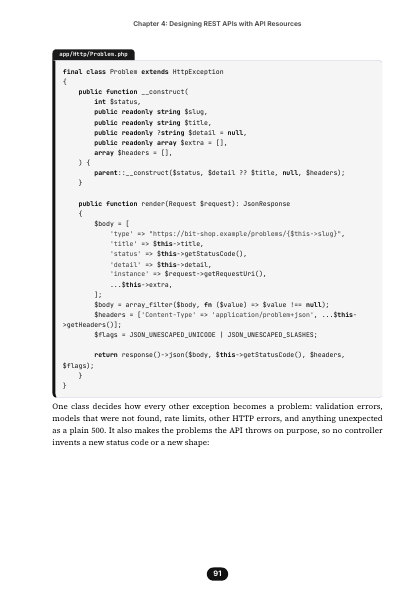 Chapter 4: Designing REST APIs with API Resources
app/Http/Problem.php
final class Problem extends HttpException
{
    public function __construct(
        int $status,
        public readonly string $slug,
        public readonly string $title,
        public readonly ?string $detail = null,
        public readonly array $extra = [],
        array $headers = [],
    ) {
        parent::__construct($status, $detail ?? $title, null, $headers);
    }

    public function render(Request $request): JsonResponse
    {
        $body = [
            'type' => "https://bit-shop.example/problems/{$this->slug}",
            'title' => $this->title,
            'status' => $this->getStatusCode(),
            'detail' => $this->detail,
            'instance' => $request->getRequestUri(),
            ...$this->extra,
        ];
        $body = array_filter($body, fn ($value) => $value !== null);
        $headers = ['Content-Type' => 'application/problem+json', ...$this-
>getHeaders()];
        $flags = JSON_UNESCAPED_UNICODE | JSON_UNESCAPED_SLASHES;

        return response()->json($body, $this->getStatusCode(), $headers,
$flags);
    }
}
One class decides how every other exception becomes a problem: validation errors,
models that were not found, rate limits, other HTTP errors, and anything unexpected
as a plain 500. It also makes the problems the API throws on purpose, so no controller
invents a new status code or a new shape:
91